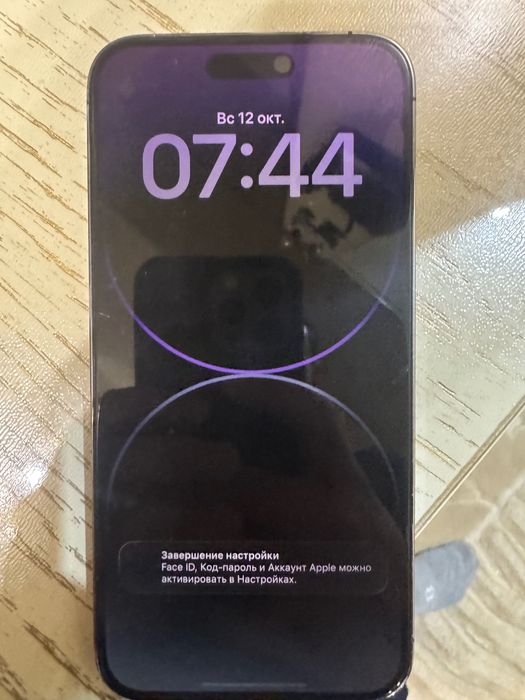 Вс 12 окт.
07:44
Завершение настройки
Face ID, Код-пароль и Аккаунт Apple можно
активировать в Настройках.